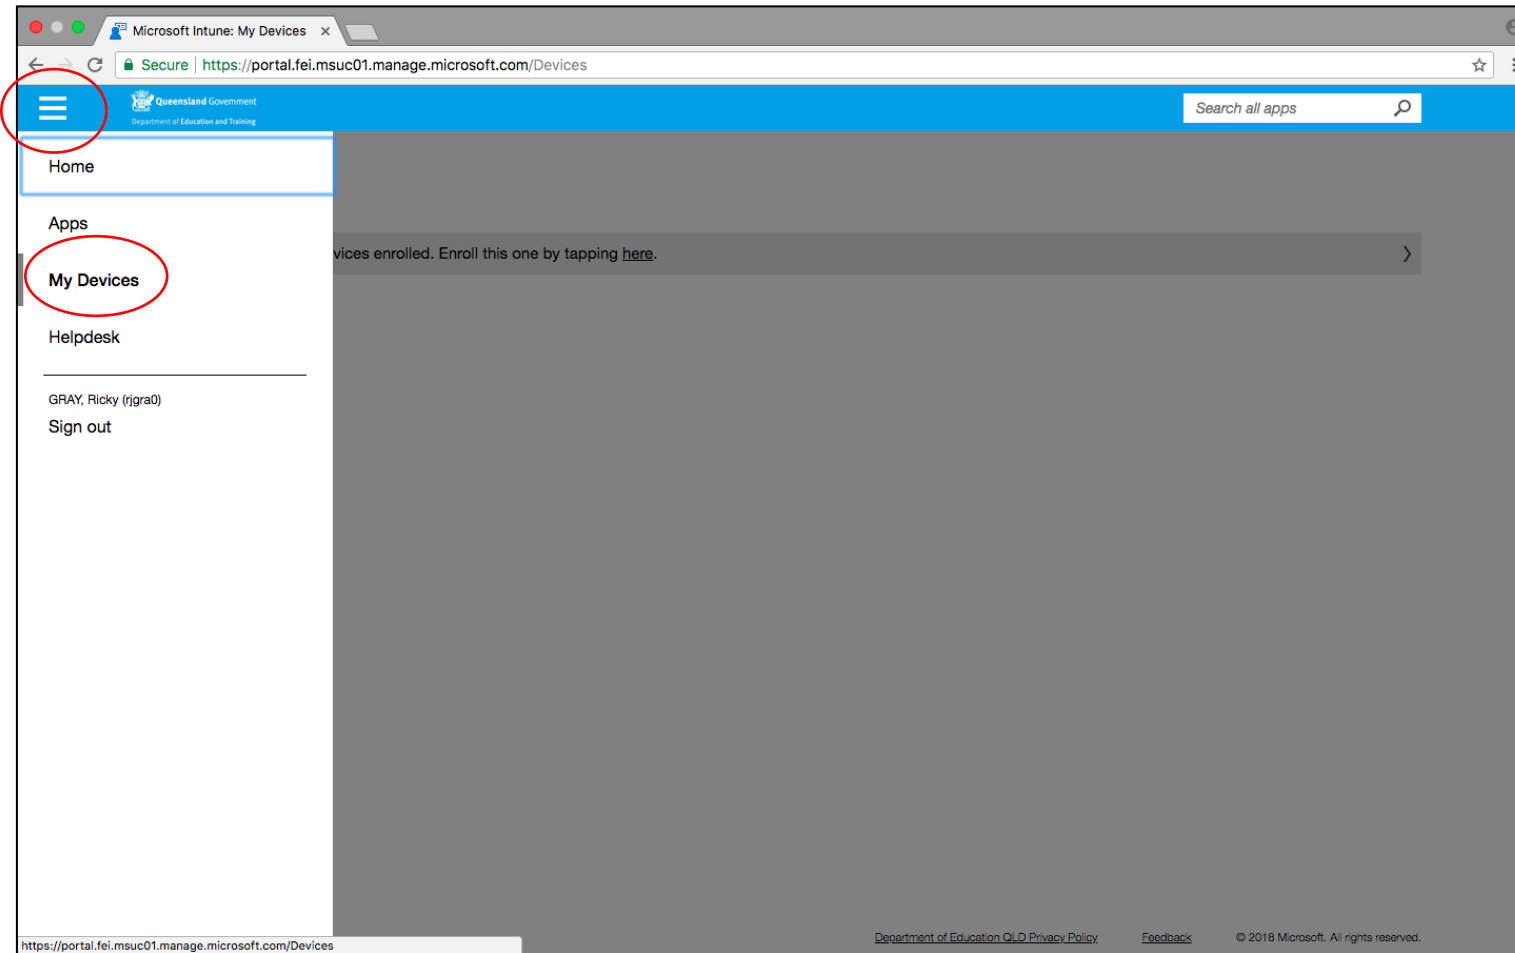 Microsoft Intune: My Devices
Secure | https://portal.fei.msuc01.manage.microsoft.com/Devices
Queensland Government
Department of Education and Training
Search all apps
Home
Apps
vices enrolled. Enroll this one by tapping here.
My Devices
Helpdesk
GRAY, Ricky (rjgra0)
Sign out
https://portal.fei.msuc01.manage.microsoft.com/Devices
Department of Education QLD Privacy Policy Feedback © 2018 Microsoft. All rights reserved.